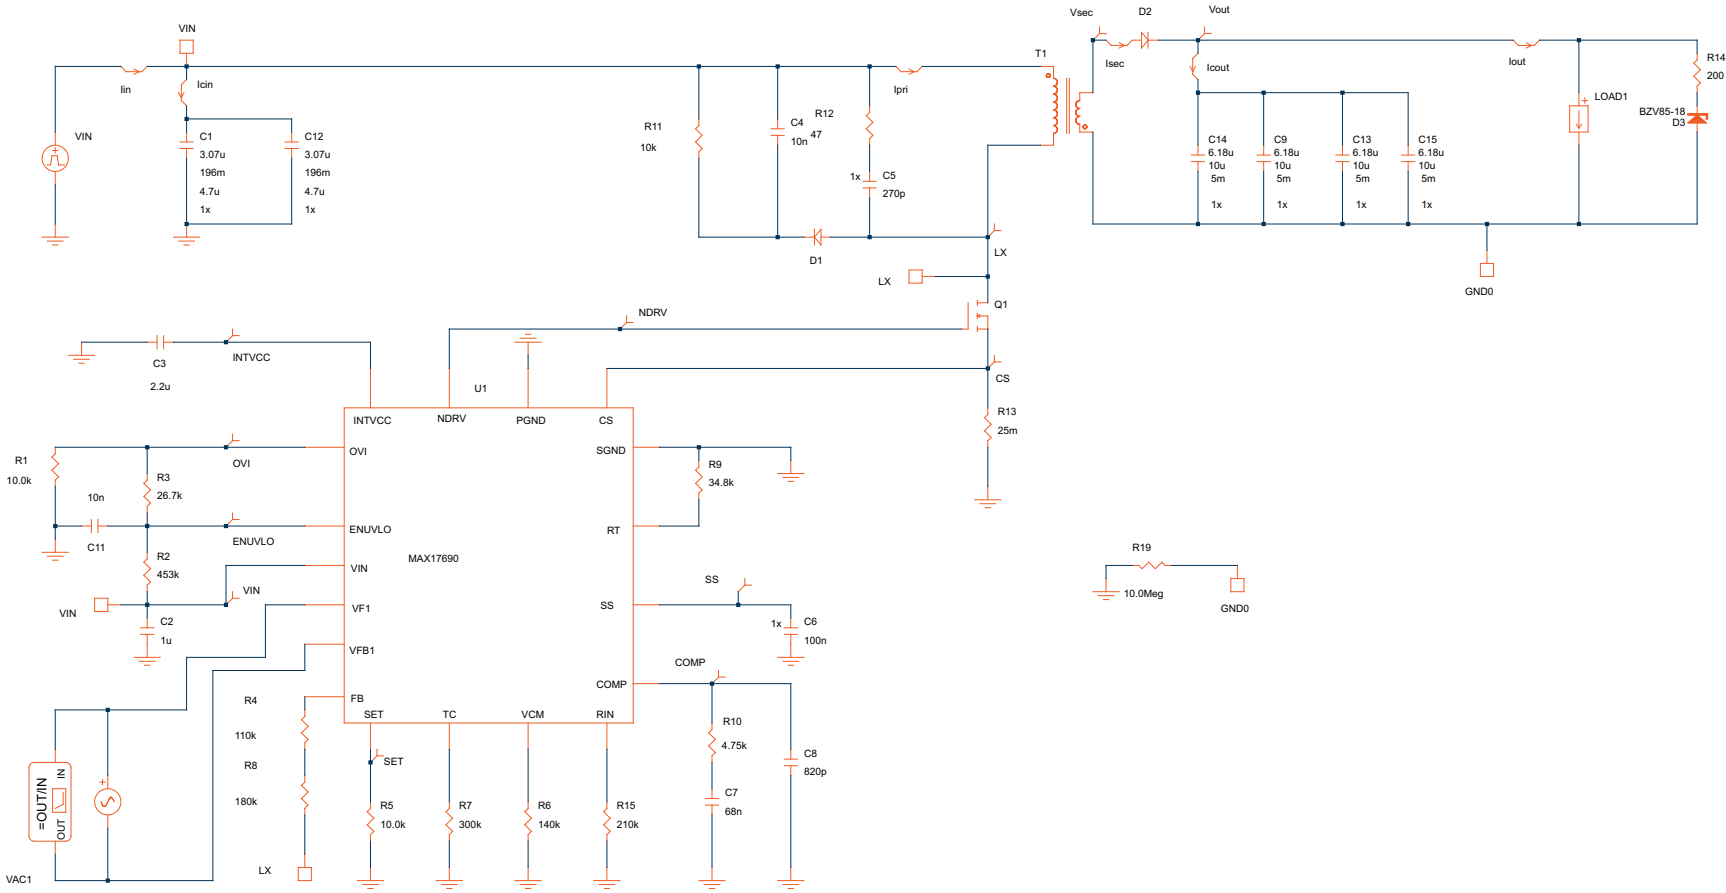 VIN
Iin
Icin
VIN
C1
3.07u
196m
4.7u
1x
C12
3.07u
196m
4.7u
1x
R11
10k
C4
10n
R12
47
1x
C5
270p
D1
Ipri
T1
LX
LX
Q1
Vsec
D2
Isec
Vout
Icout
Iout
C14
6.18u
10u
5m
1x
C9
6.18u
10u
5m
1x
C13
6.18u
10u
5m
1x
C15
6.18u
10u
5m
1x
LOAD1
R14
200
BZV85-18
D3
GND0
NDRV
CS
R13
25m
C3
2.2u
INTVCC
U1
INTVCC
NDRV
PGND
CS
OVI
ENUVLO
VIN
VF1
VFB1
FB
SET
TC
VCM
RIN
SGND
RT
SS
COMP
MAX17690
R1
10.0k
R3
26.7k
OVI
10n
C11
ENUVLO
R2
453k
VIN
VIN
C2
1u
R9
34.8k
SS
1x
C6
100n
COMP
R10
4.75k
C7
68n
C8
820p
R4
110k
R8
180k
LX
SET
R5
10.0k
R7
300k
R6
140k
R15
210k
=OUT/IN
IN
OUT
VAC1
R19
10.0Meg
GND0